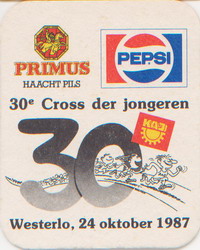 PRIMUS
HAACHT PILS
PEPSI
30e Cross der jongeren
30
Westerlo, 24 oktober 1987